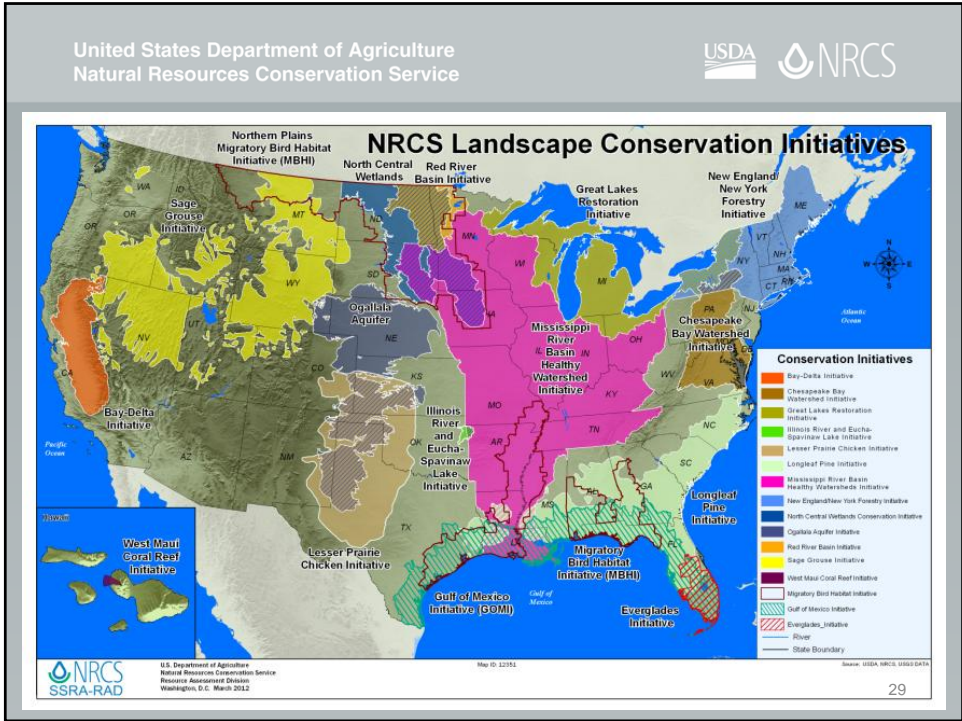 United States Department of Agriculture
Natural Resources Conservation Service
USDA
NRCS
NRCS Landscape Conservation Initiatives
Northern Plains
Migratory Bird Habitat
Initiative (MBHI)
North Central
Wetlands
Red River
Basin Initiative
Great Lakes
Restoration
Initiative
New England/
New York
Forestry
Initiative
Sage
Grouse
Initiative
Ogallala
Aquifer
Mississippi
River
Basin
Healthy
Watershed
Initiative
Chesapeake
Bay Watershed
Initiative
Bay-Delta
Initiative
Illinois
River
and
Eucha-
Spavinaw
Lake
Initiative
Lesser Prairie
Chicken Initiative
Longleaf
Pine
Initiative
Migratory
Bird Habitat
Initiative (MBHI)
Gulf of Mexico
Initiative (GOMI)
Everglades
Initiative
Hawaii
West Maui
Coral Reef
Initiative
WA
ID
MT
ND
MN
OR
OR
WY
SD
WI
MI
NY
VT
ME
NH
MA
CT
RI
NV
UT
CO
NE
IA
IL
IN
OH
PA
NJ
CA
AZ
NM
KS
OK
TX
MO
AR
KY
TN
WV
VA
NC
SC
GA
MS
FL
N
W
E
S
Pacific
Ocean
Atlantic
Ocean
Gulf of
Mexico
Conservation Initiatives
Bay-Delta Initiative
Chesapeake Bay
Watershed Initiative
Great Lakes Restoration
Initiative
Illinois River and Eucha-
Spavinaw Lake Initiative
Lesser Prairie Chicken Initiative
Longleaf Pine Initiative
Mississippi River Basin
Healthy Watersheds Initiative
New England/New York Forestry Initiative
North Central Wetlands Conservation Initiative
Ogallala Aquifer Initiative
Red River Basin Initiative
Sage Grouse Initiative
West Maui Coral Reef Initiative
Migratory Bird Habitat Initiative
Gulf of Mexico Initiative
Everglades_Initiative
River
State Boundary
NRCS
SSRA-RAD
U.S. Department of Agriculture
Natural Resources Conservation Service
Resource Assessment Division
Washington, D.C. March 2012
Map ID: 12351
Source: USDA, NRCS, USGS DATA
29